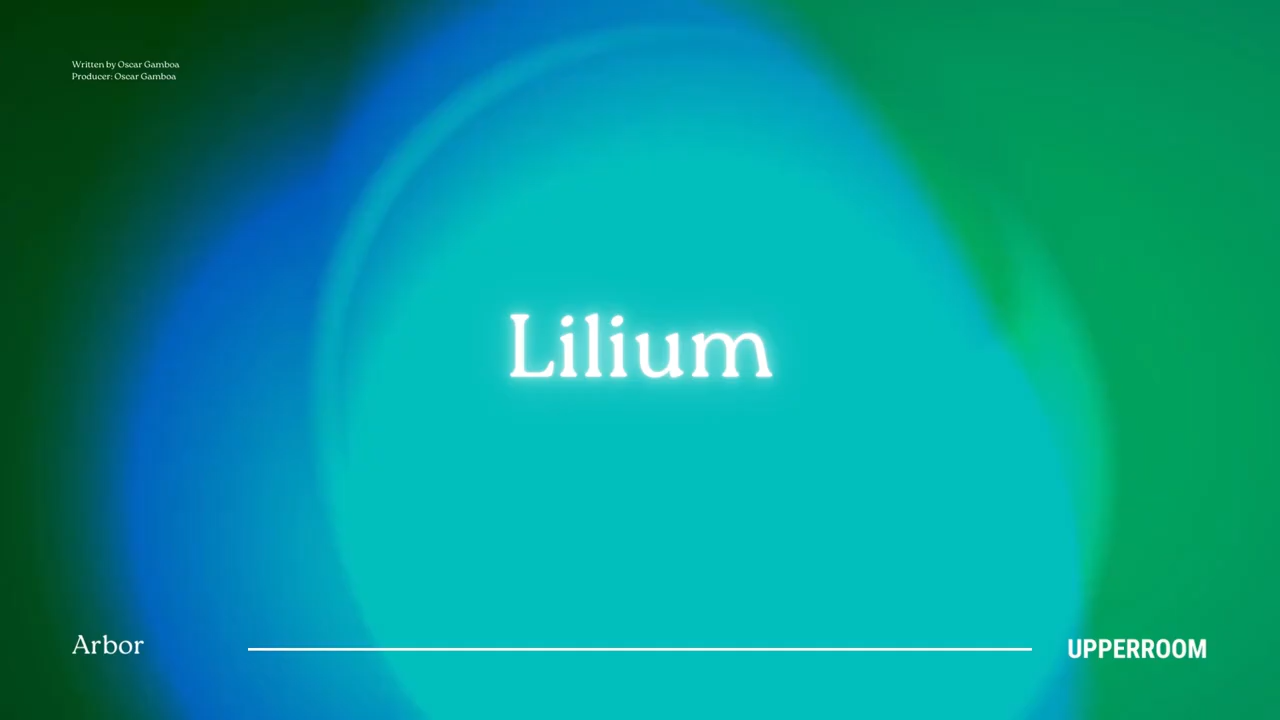 Written by Oscar Gamboa
Producer: Oscar Gamboa
Lilium
Arbor
UPPERROOM